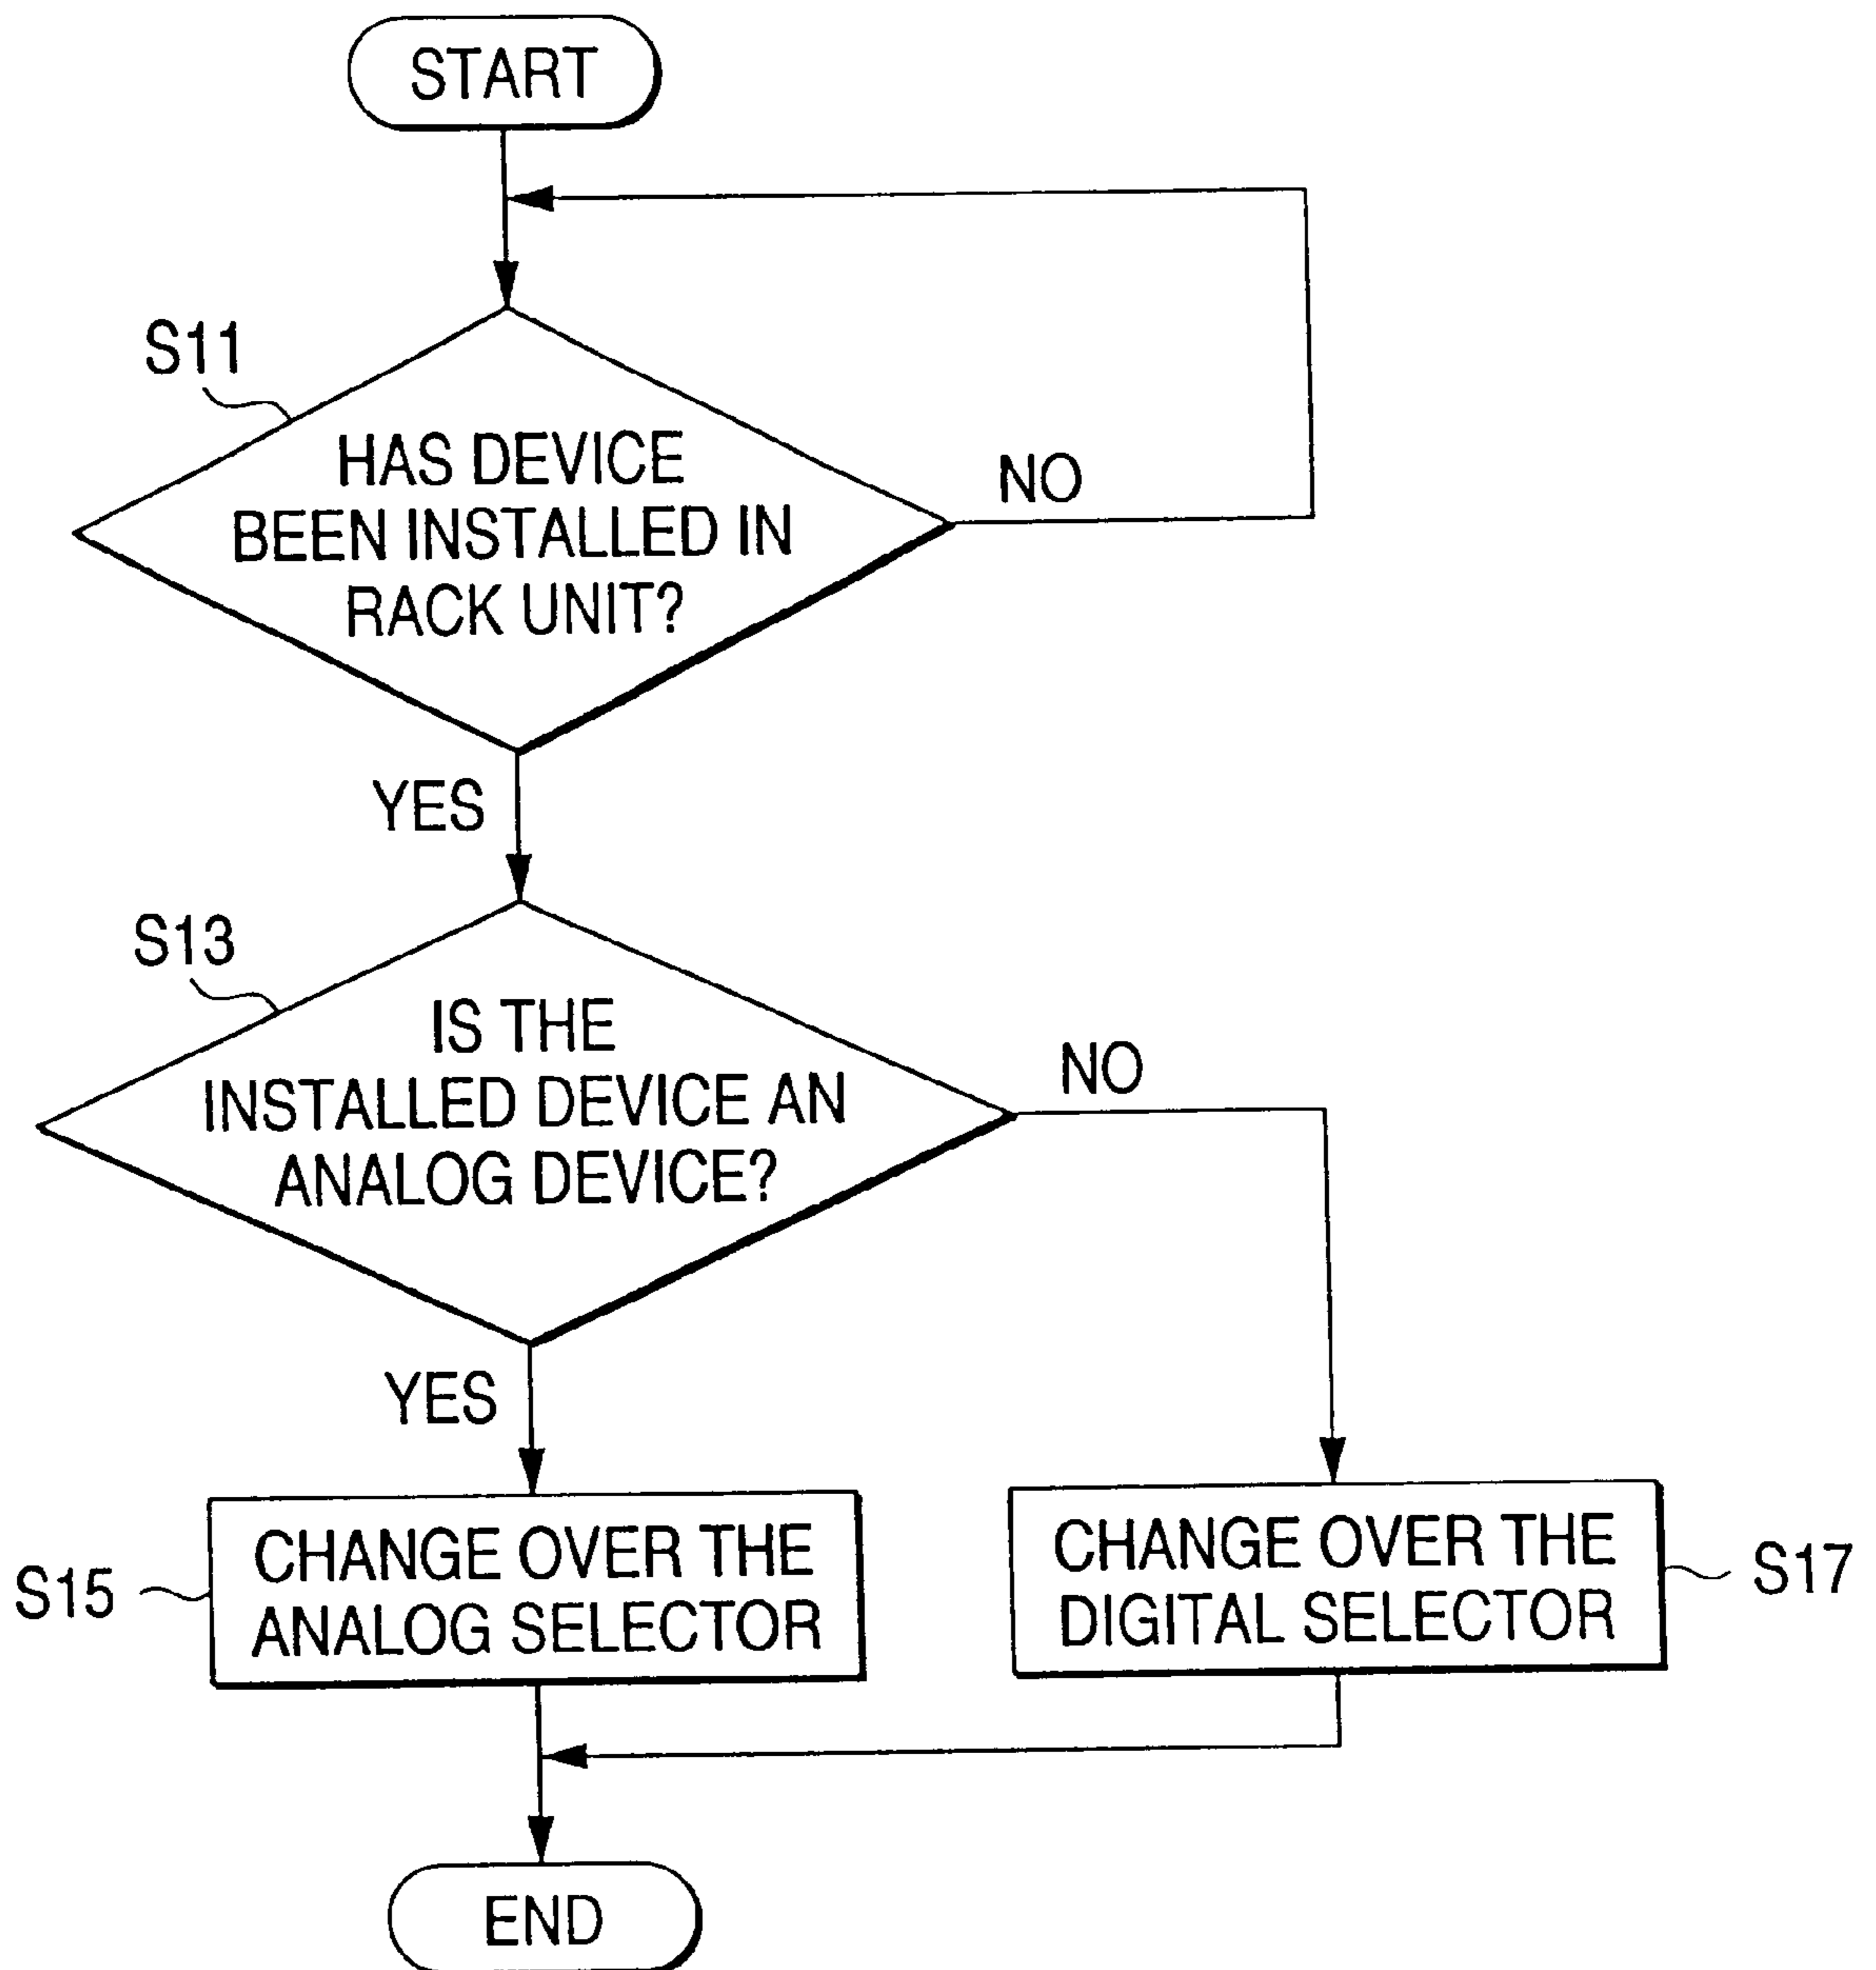 START
S11
HAS DEVICE
BEEN INSTALLED IN
RACK UNIT?
NO
YES
S13
IS THE
INSTALLED DEVICE AN
ANALOG DEVICE?
NO
YES
S15
CHANGE OVER THE
ANALOG SELECTOR
CHANGE OVER THE
DIGITAL SELECTOR
S17
END